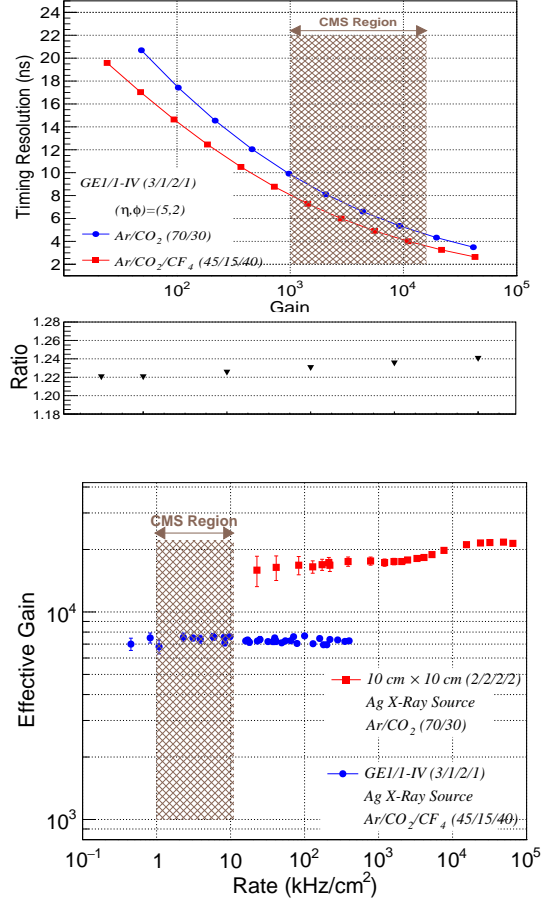 CMS Region
24
22
20
18
16
14
12
10
8
6
4
2
Timing Resolution (ns)
GE1/1-IV (3/1/2/1)
(η,ϕ)=(5,2)
Ar/CO₂ (70/30)
Ar/CO₂/CF₄ (45/15/40)
10² 10³ 10⁴ 10⁵
Gain
1.28
1.26
1.24
1.22
1.20
1.18
Ratio
CMS Region
10⁴
10³
Effective Gain
10 cm × 10 cm (2/2/2/2)
Ag X-Ray Source
Ar/CO₂ (70/30)
GE1/1-IV (3/1/2/1)
Ag X-Ray Source
Ar/CO₂/CF₄ (45/15/40)
10⁻¹ 1 10 10² 10³ 10⁴ 10⁵
Rate (kHz/cm²)